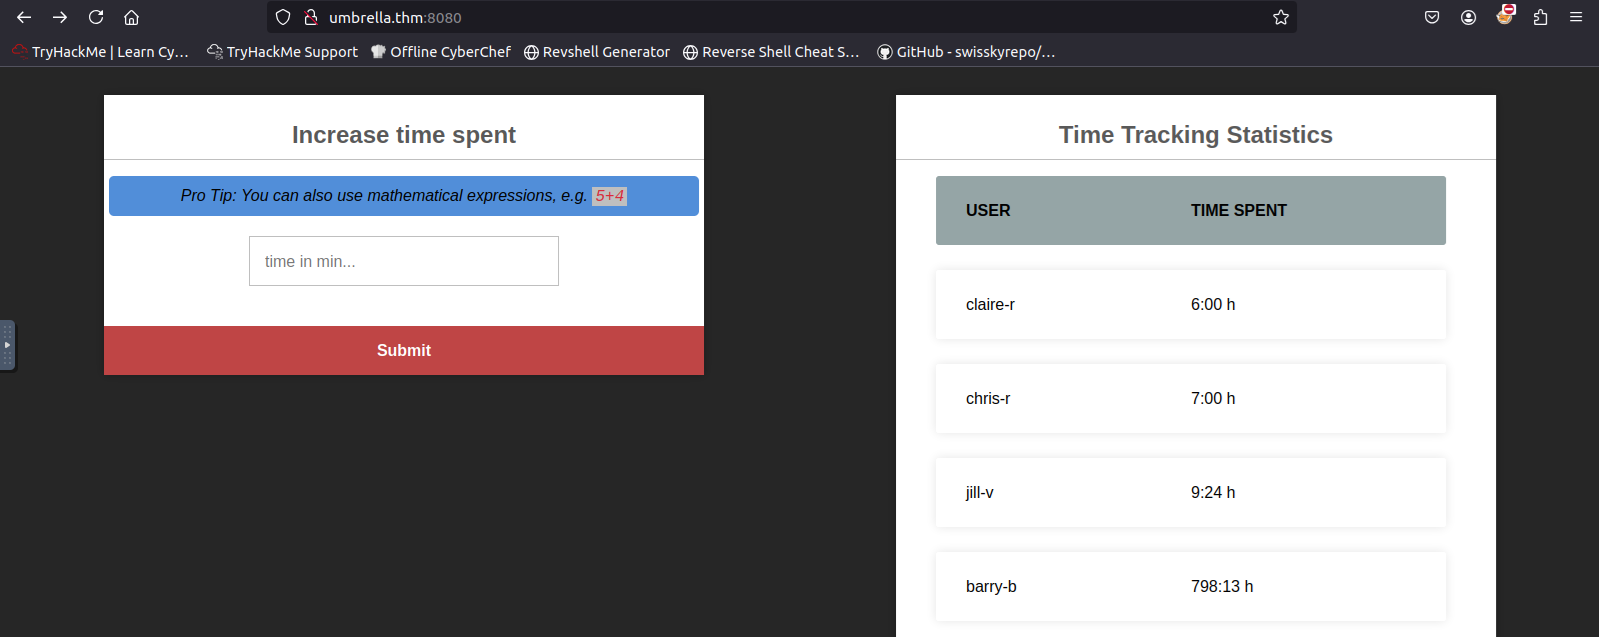 umbrella.thm:8080
TryHackMe | Learn Cy... TryHackMe Support Offline CyberChef Revshell Generator Reverse Shell Cheat S... GitHub - swisskyrepo/...
Increase time spent
Pro Tip: You can also use mathematical expressions, e.g. 5+4
time in min...
Submit
Time Tracking Statistics
USER TIME SPENT
claire-r 6:00 h
chris-r 7:00 h
jill-v 9:24 h
barry-b 798:13 h